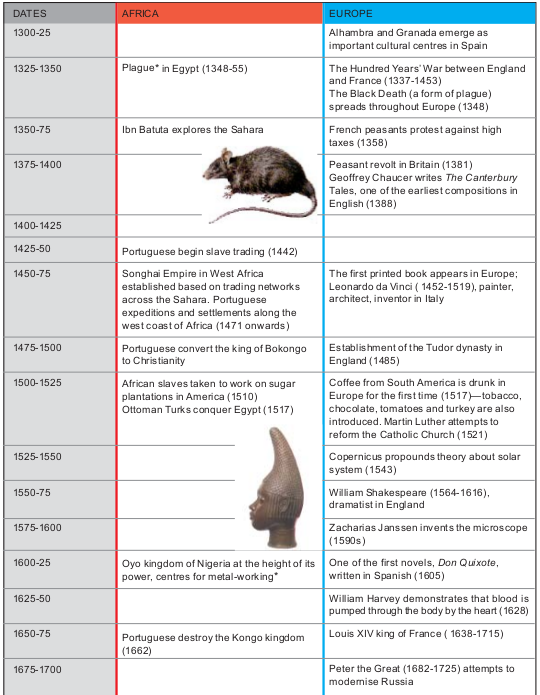 DATES AFRICA EUROPE
1300-25 Alhambra and Granada emerge as
important cultural centres in Spain
1325-1350 Plague* in Egypt (1348-55) The Hundred Years' War between England
and France (1337-1453)
The Black Death (a form of plague)
spreads throughout Europe (1348)
1350-75 Ibn Batuta explores the Sahara French peasants protest against high
taxes (1358)
1375-1400 Peasant revolt in Britain (1381)
Geoffrey Chaucer writes The Canterbury
Tales, one of the earliest compositions in
English (1388)
1400-1425
1425-50 Portuguese begin slave trading (1442)
1450-75 Songhai Empire in West Africa
established based on trading networks
across the Sahara. Portuguese
expeditions and settlements along the
west coast of Africa (1471 onwards)
The first printed book appears in Europe;
Leonardo da Vinci ( 1452-1519), painter,
architect, inventor in Italy
1475-1500 Portuguese convert the king of Bokongo
to Christianity
Establishment of the Tudor dynasty in
England (1485)
1500-1525 African slaves taken to work on sugar
plantations in America (1510)
Ottoman Turks conquer Egypt (1517)
Coffee from South America is drunk in
Europe for the first time (1517)—tobacco,
chocolate, tomatoes and turkey are also
introduced. Martin Luther attempts to
reform the Catholic Church (1521)
1525-1550 Copernicus propounds theory about solar
system (1543)
1550-75 William Shakespeare (1564-1616),
dramatist in England
1575-1600 Zacharias Janssen invents the microscope
(1590s)
1600-25 Oyo kingdom of Nigeria at the height of its
power, centres for metal-working*
One of the first novels, Don Quixote,
written in Spanish (1605)
1625-50 William Harvey demonstrates that blood is
pumped through the body by the heart (1628)
1650-75 Portuguese destroy the Kongo kingdom
(1662)
Louis XIV king of France ( 1638-1715)
1675-1700 Peter the Great (1682-1725) attempts to
modernise Russia